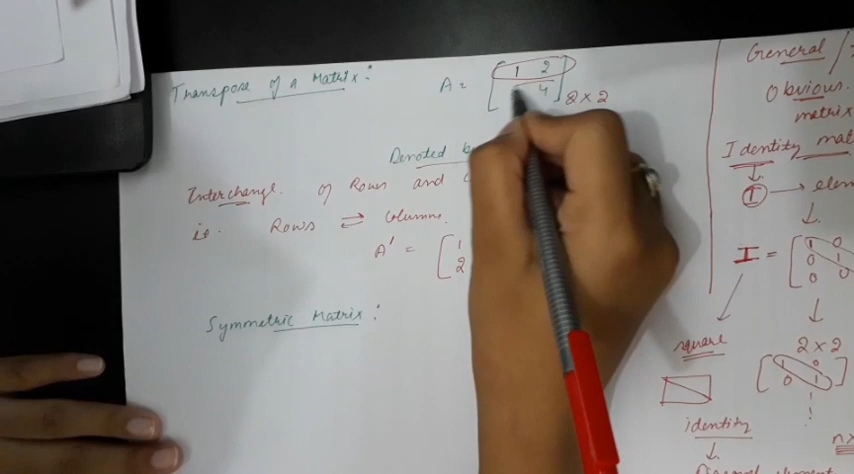 Transpose of a Matrix:
A = [ 1 2
4 ] 2 × 2
Denoted
Interchange of Rows and
i.e. Rows ⇄ Columns.
A' = [ 1
2
Symmetric Matrix:
General /
Obvious
matrix
Identity
I → 
I = [ 1 0
0 1
0 0
square
2 × 2
[ 1 0
0 1 ]
identity